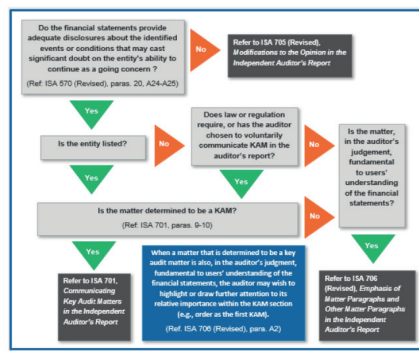 Do the financial statements provide
adequate disclosures about the identified
events or conditions that may cast
significant doubt on the entity's ability to
continue as a going concern ?
(Ref: ISA 570 (Revised), paras. 20, A24-A25)
No
Refer to ISA 705 (Revised),
Modifications to the Opinion in the
Independent Auditor's Report
Yes
Is the entity listed?
No
Does law or regulation
require, or has the auditor
chosen to voluntarily
communicate KAM in the
auditor's report?
No
Is the matter,
in the auditor's
judgement,
fundamental
to users'
understanding
of the financial
statements?
Yes
Yes
Is the matter determined to be a KAM?
(Ref: ISA 701, paras. 9-10)
No
Yes
Yes
Refer to ISA 701,
Communicating
Key Audit Matters in
the Independent
Auditor's Report
When a matter that is determined to be a key
audit matter is also, in the auditor's judgment,
fundamental to users' understanding of the
financial statements, the auditor may wish to
highlight or draw further attention to its
relative importance within the KAM section
(e.g., order as the first KAM).
(Ref. ISA 706 (Revised), para. A2)
Refer to ISA 706
(Revised), Emphasis of
Matter Paragraphs and
Other Matter Paragraphs
in the Independent
Auditor's Report